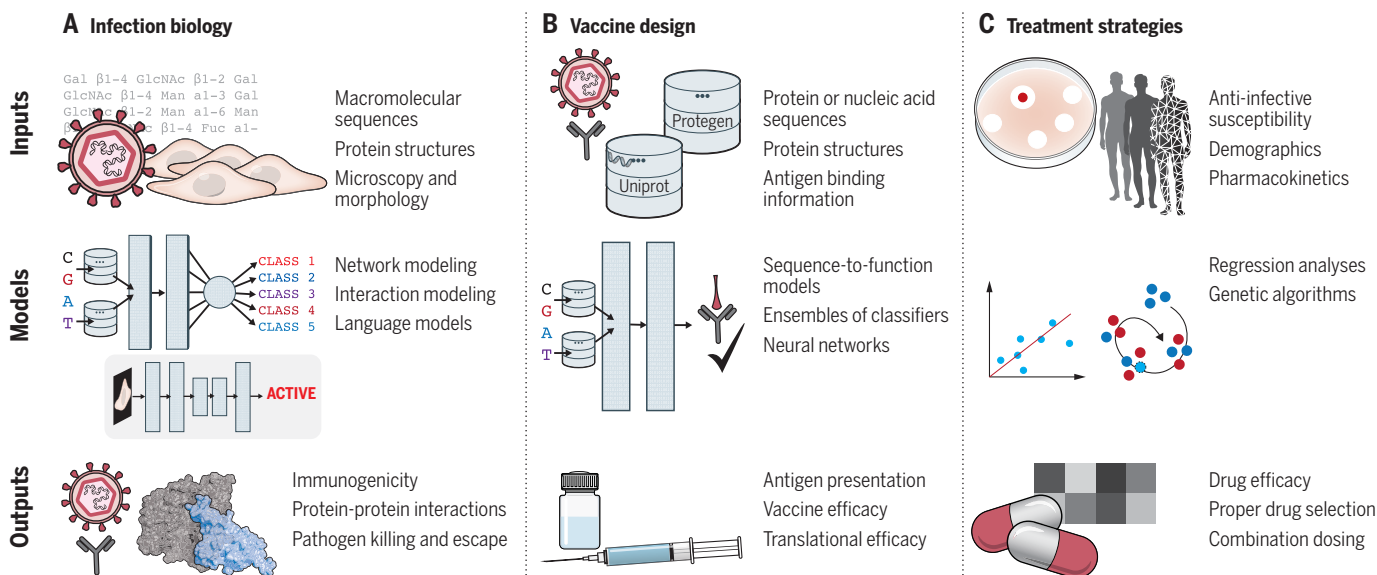 A Infection biology
B Vaccine design
C Treatment strategies
Inputs
Gal β1-4 GlcNAc β1-2 Gal
GlcNAc β1-4 Man a1-3 Gal
β1-2 Man a1-6 Man
β1-4 Fuc a1-
Macromolecular
sequences
Protein structures
Microscopy and
morphology
Protegen
Uniprot
Protein or nucleic acid
sequences
Protein structures
Antigen binding
information
Anti-infective
susceptibility
Demographics
Pharmacokinetics
Models
C
G
A
T
CLASS 1
CLASS 2
CLASS 3
CLASS 4
CLASS 5
ACTIVE
Network modeling
Interaction modeling
Language models
C
G
A
T
Sequence-to-function
models
Ensembles of classifiers
Neural networks
Regression analyses
Genetic algorithms
Outputs
Immunogenicity
Protein-protein interactions
Pathogen killing and escape
Antigen presentation
Vaccine efficacy
Translational efficacy
Drug efficacy
Proper drug selection
Combination dosing